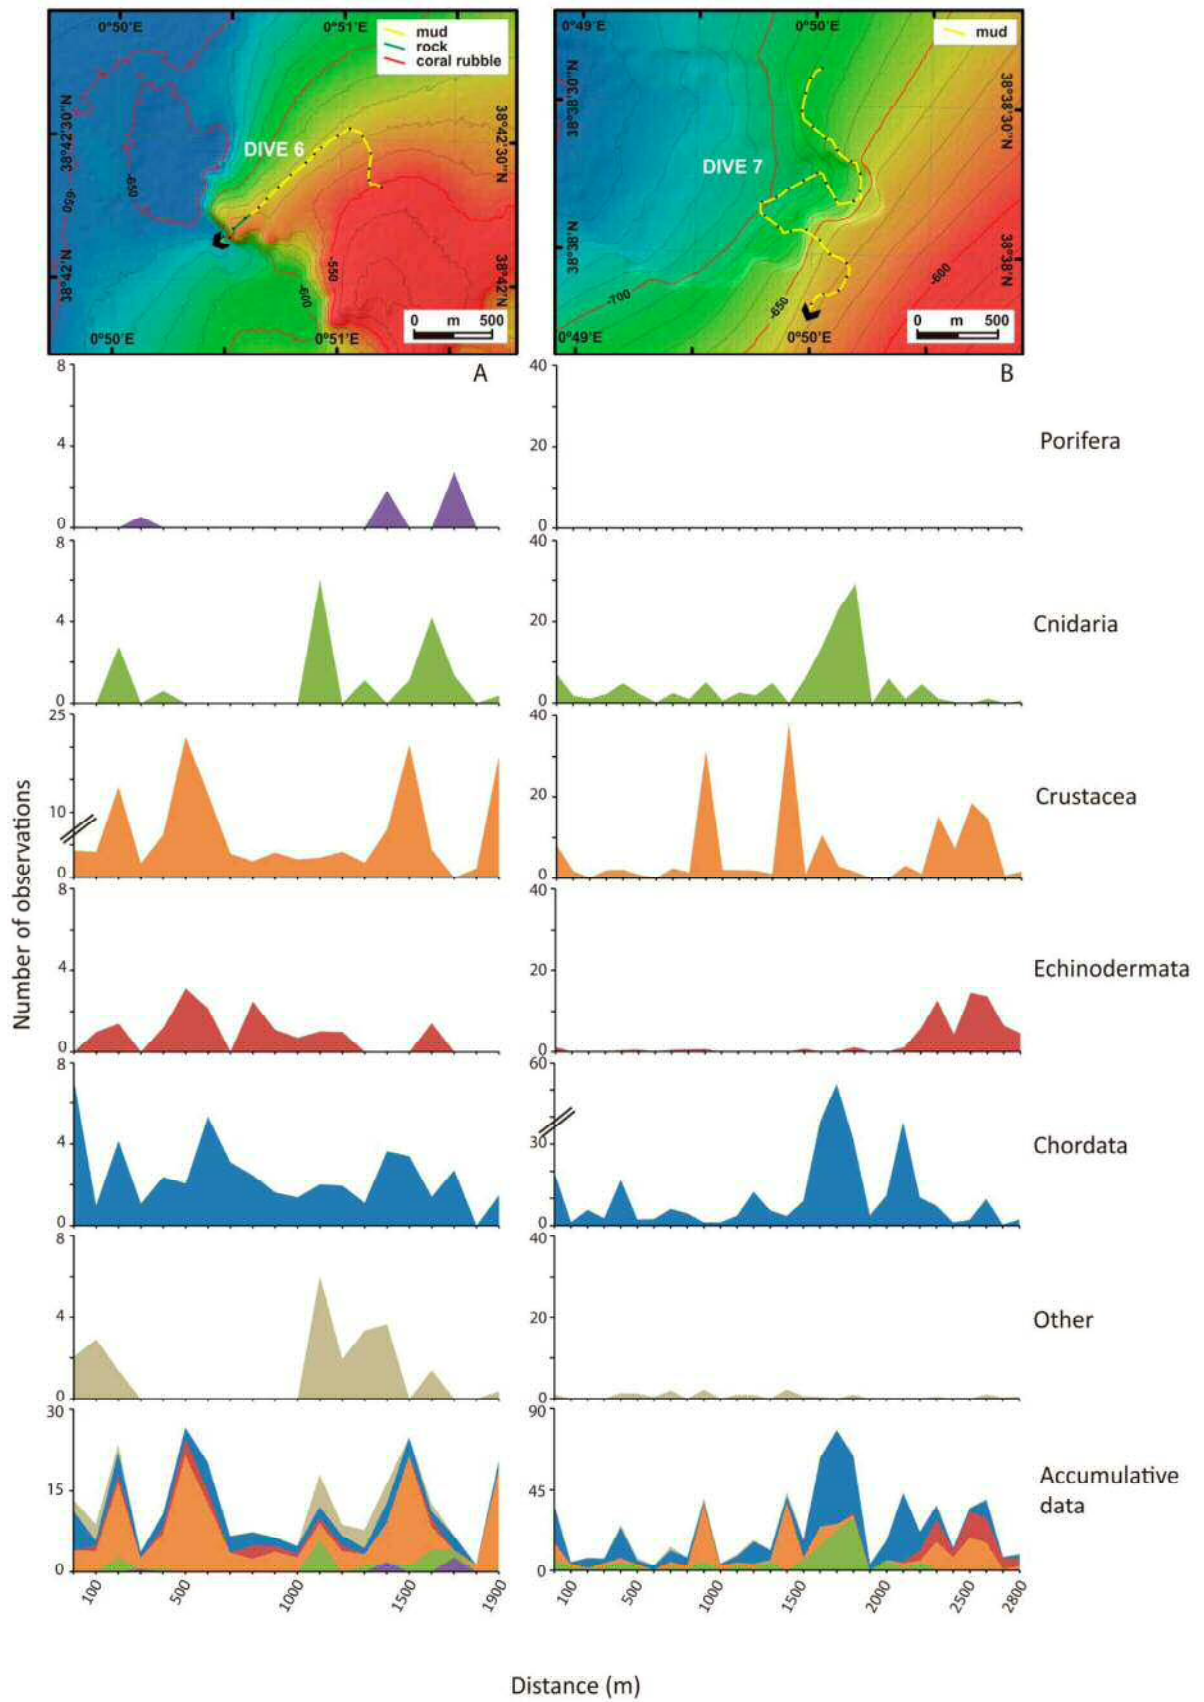 0°50'E
0°51'E
mud
rock
coral rubble
38°42'30"N
38°42'30"N
DIVE 6
-650
-650
38°42'N
38°42'N
-550
-600
0 m 500
0°50'E
0°51'E
0°49'E
0°50'E
mud
38°38'30"N
38°38'30"N
DIVE 7
38°38'N
38°38'N
-700
-650
-600
0 m 500
0°49'E
0°50'E
A
B
8
4
0
40
20
0
Porifera
8
4
0
40
20
0
Cnidaria
25
10
0
40
20
0
Crustacea
8
4
0
40
20
0
Echinodermata
8
4
0
60
30
0
Chordata
8
4
0
40
20
0
Other
30
15
0
90
45
0
Accumulative
data
Number of observations
100 500 1000 1500 1900
100 500 1000 1500 2000 2500 2800
Distance (m)